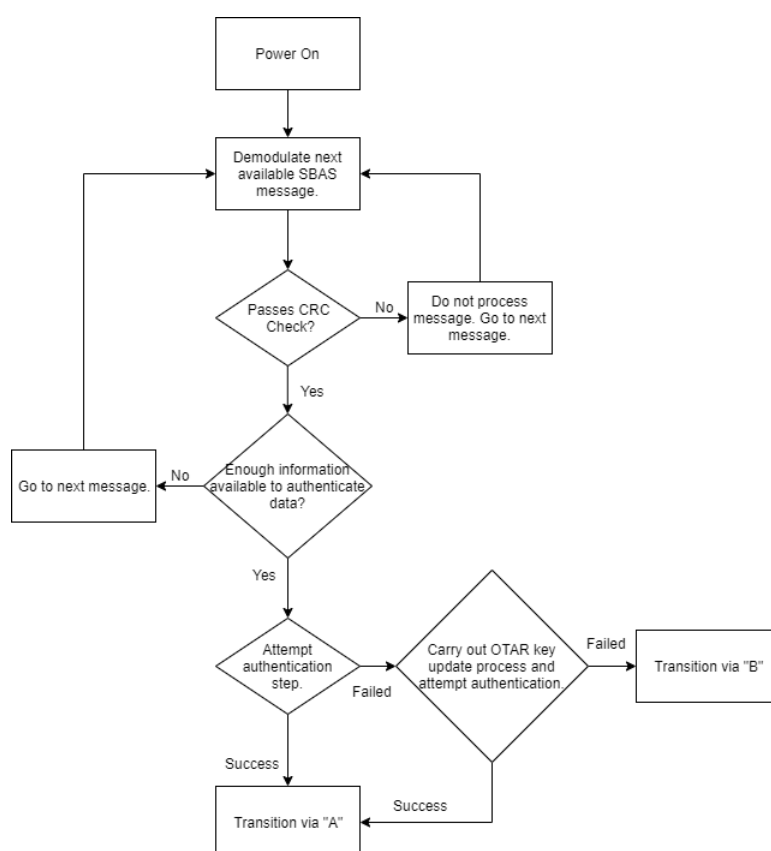 Power On
Demodulate next
available SBAS
message.
Passes CRC
Check?
No
Do not process
message. Go to next
message.
Yes
Go to next message.
No
Enough information
available to authenticate
data?
Yes
Attempt
authentication
step.
Failed
Carry out OTAR key
update process and
attempt authentication.
Failed
Transition via "B"
Success
Success
Transition via "A"